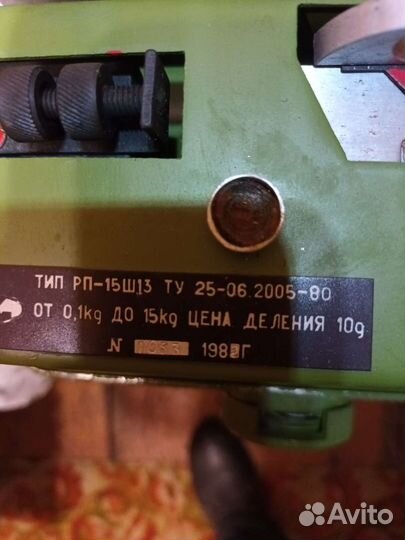 ТИП РП-15Ш13 ТУ 25-06.2005-80
ОТ 0,1kg ДО 15kg ЦЕНА ДЕЛЕНИЯ 10g
№ 198 Г
Avito